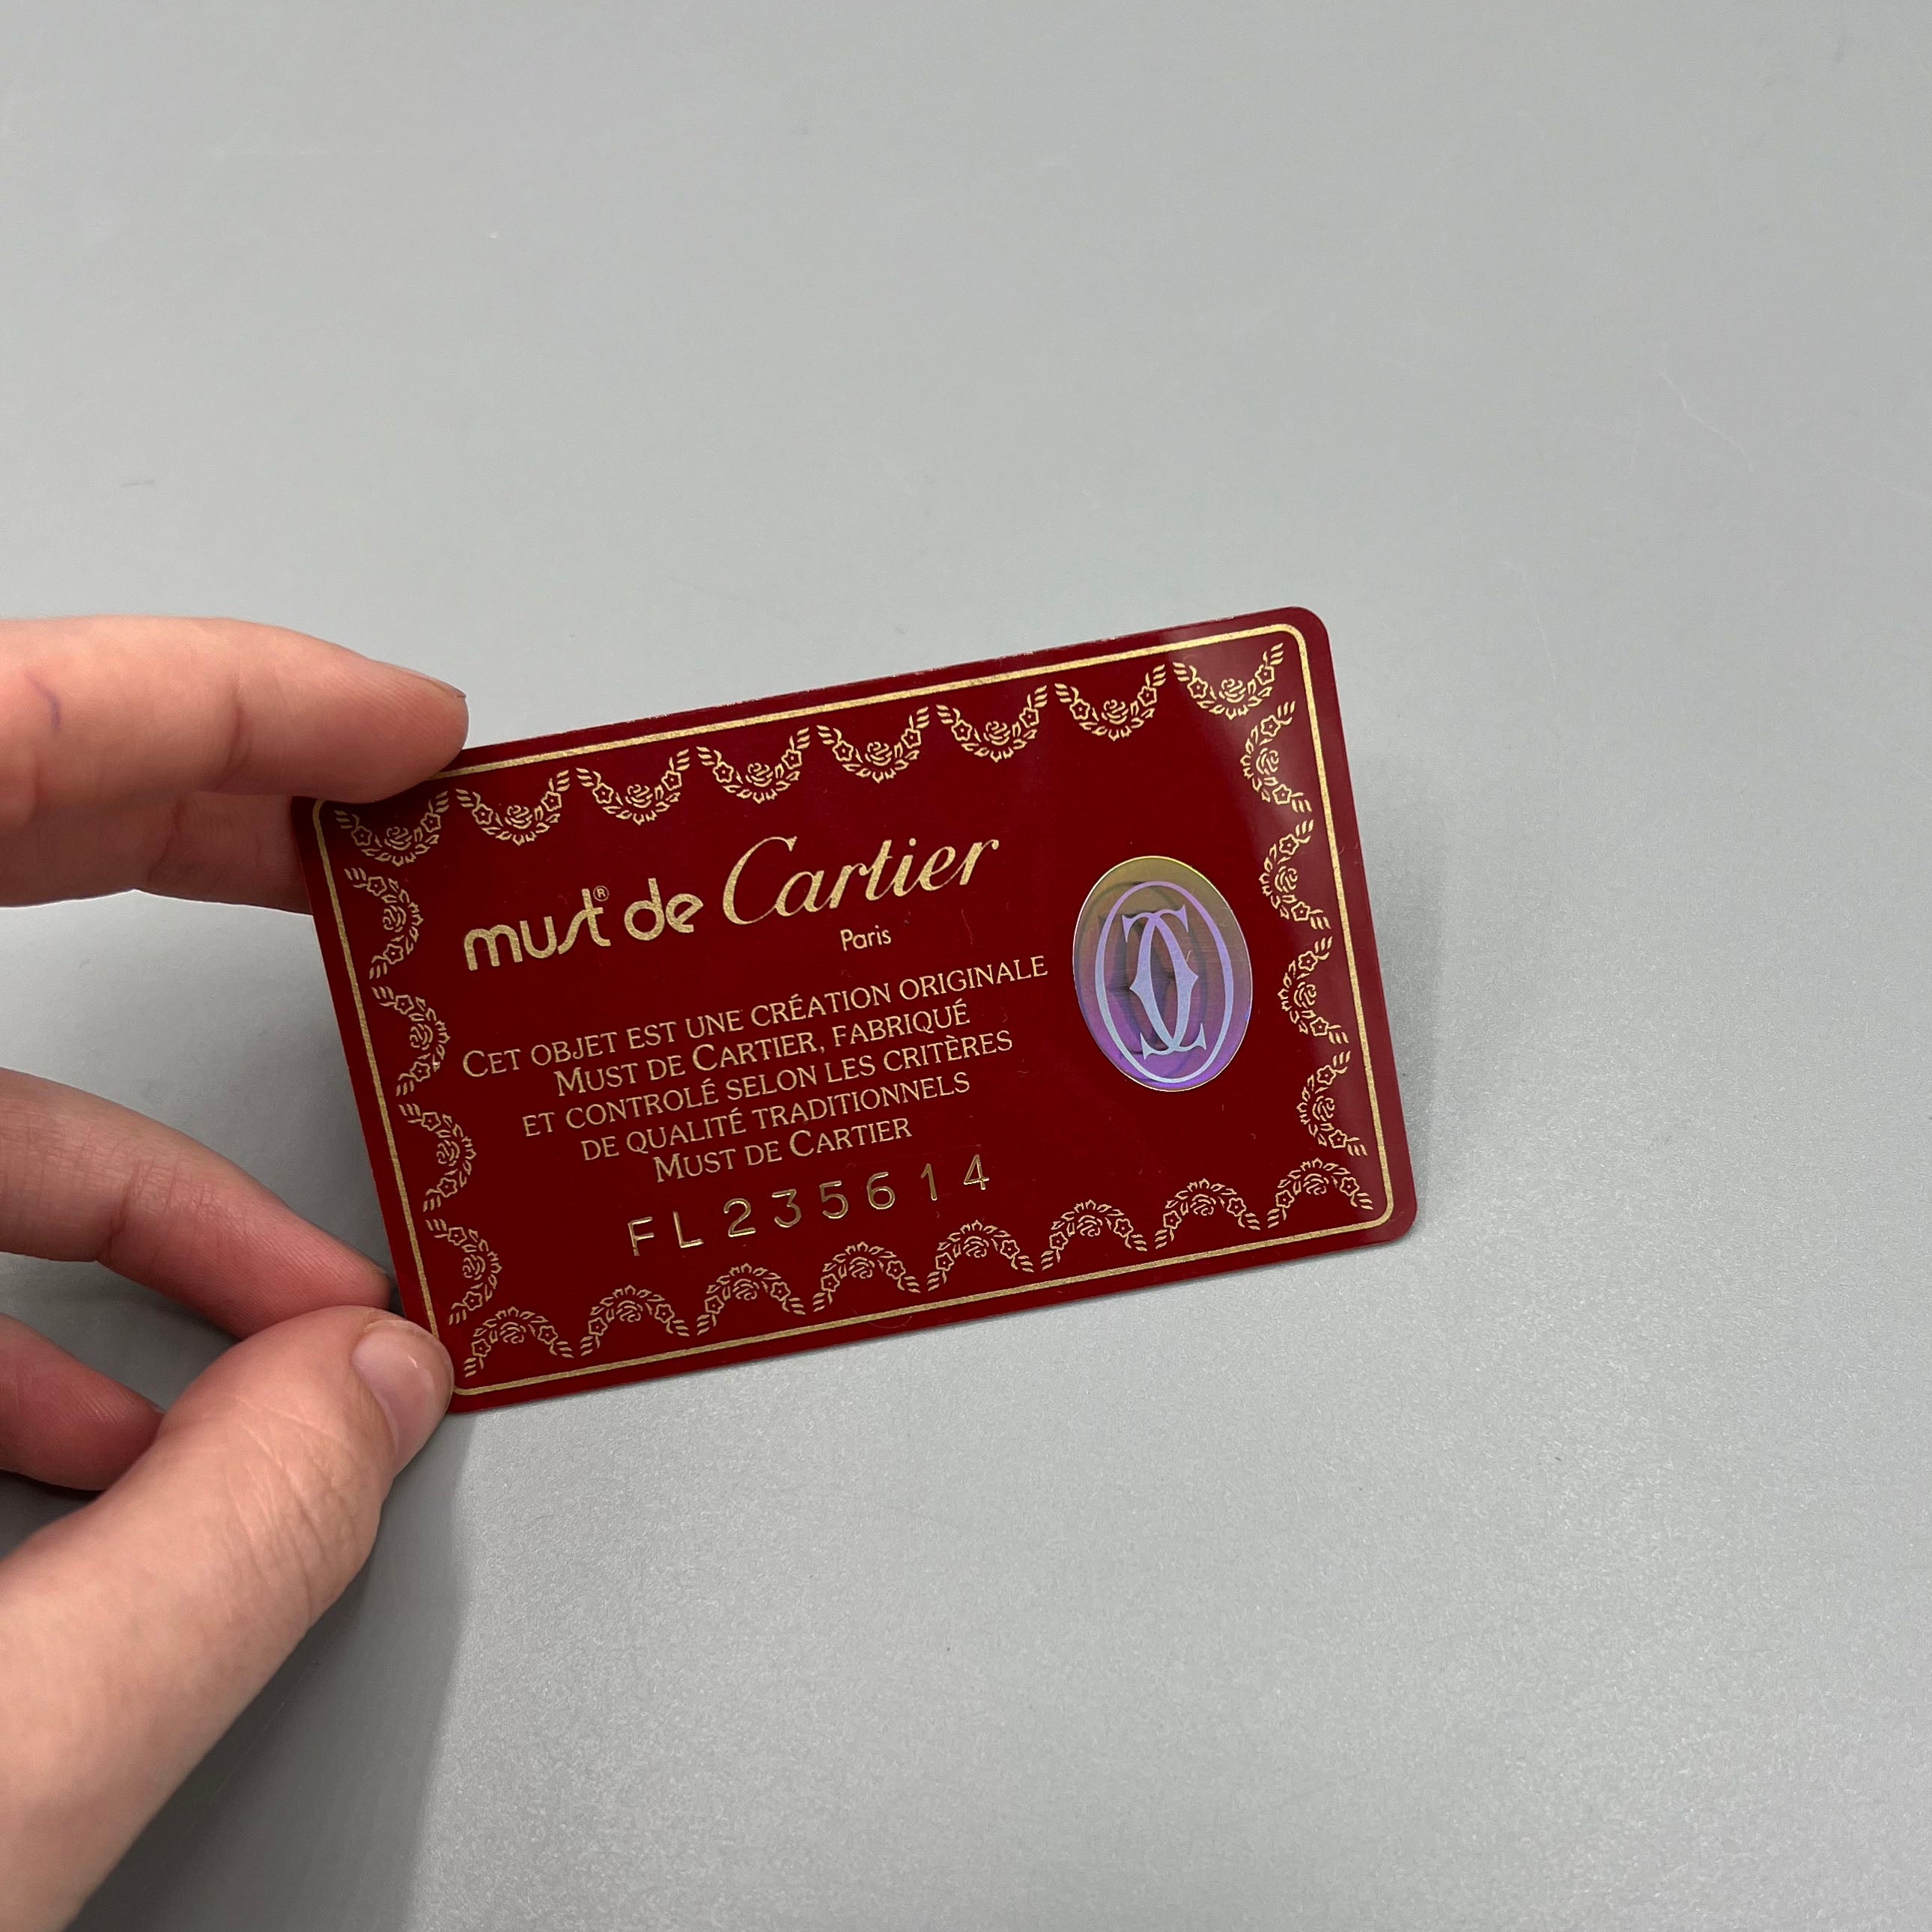 must® de Cartier
Paris
CET OBJET EST UNE CRÉATION ORIGINALE
MUST DE CARTIER, FABRIQUÉ
ET CONTROLÉ SELON LES CRITÈRES
DE QUALITÉ TRADITIONNELS
MUST DE CARTIER
FL235614